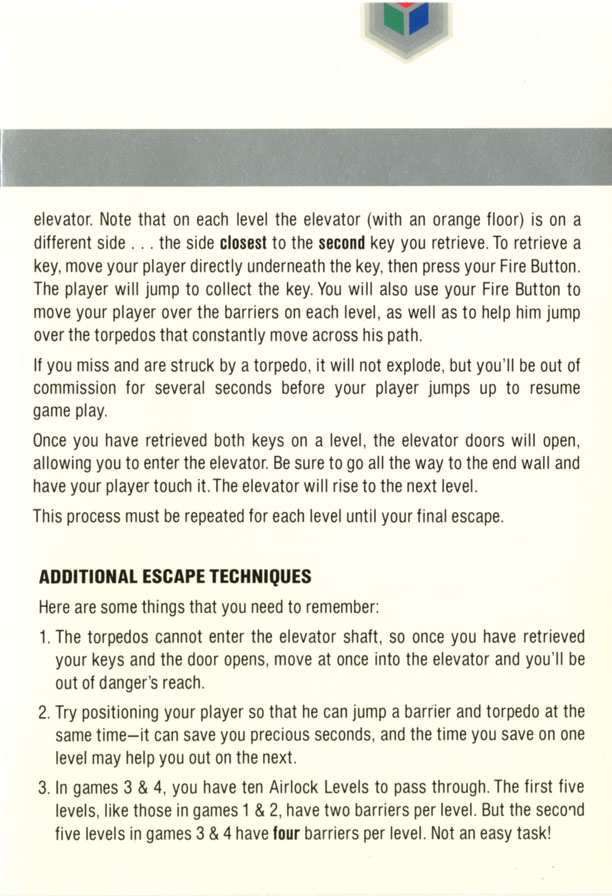 elevator. Note that on each level the elevator (with an orange floor) is on a
different side . . . the side closest to the second key you retrieve. To retrieve a
key, move your player directly underneath the key, then press your Fire Button.
The player will jump to collect the key. You will also use your Fire Button to
move your player over the barriers on each level, as well as to help him jump
over the torpedos that constantly move across his path.
If you miss and are struck by a torpedo, it will not explode, but you'll be out of
commission for several seconds before your player jumps up to resume
game play.
Once you have retrieved both keys on a level, the elevator doors will open,
allowing you to enter the elevator. Be sure to go all the way to the end wall and
have your player touch it. The elevator will rise to the next level.
This process must be repeated for each level until your final escape.
ADDITIONAL ESCAPE TECHNIQUES
Here are some things that you need to remember:
1. The torpedos cannot enter the elevator shaft, so once you have retrieved
your keys and the door opens, move at once into the elevator and you'll be
out of danger's reach.
2. Try positioning your player so that he can jump a barrier and torpedo at the
same time—it can save you precious seconds, and the time you save on one
level may help you out on the next.
3. In games 3 & 4, you have ten Airlock Levels to pass through. The first five
levels, like those in games 1 & 2, have two barriers per level. But the second
five levels in games 3 & 4 have four barriers per level. Not an easy task!